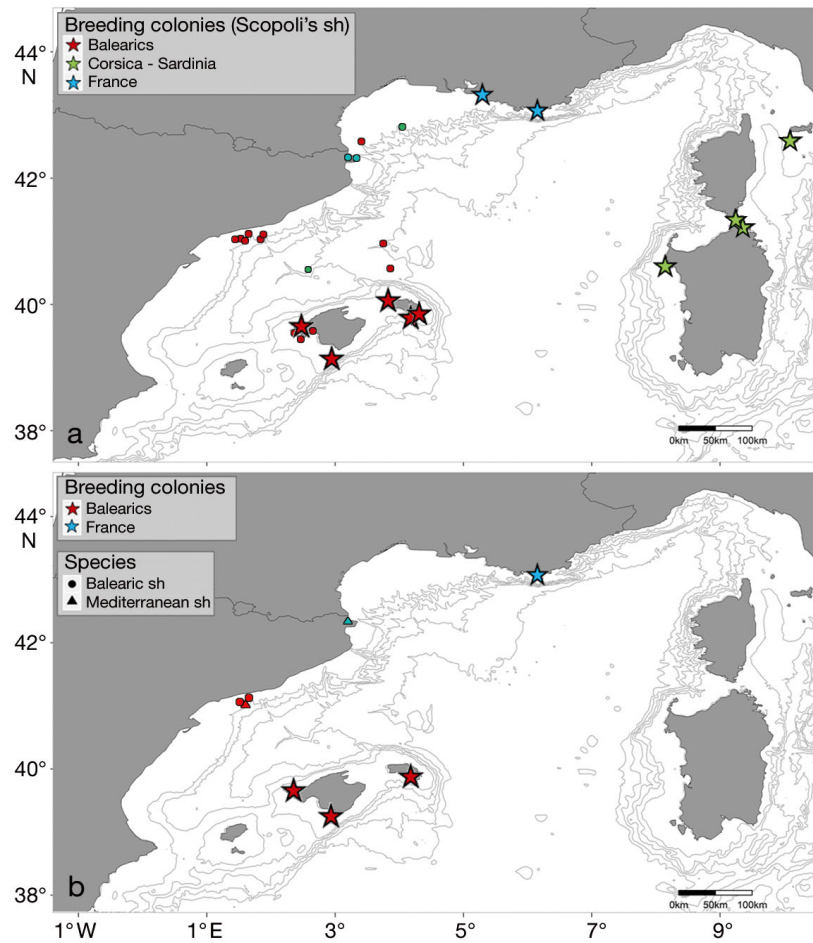 Breeding colonies (Scopoli's sh)
Balearics
Corsica - Sardinia
France
44°
N
42°
40°
38°
a
0km 50km 100km
Breeding colonies
Balearics
France
Species
Balearic sh
Mediterranean sh
44°
N
42°
40°
38°
b
0km 50km 100km
1° W 1° E 3° 5° 7° 9°